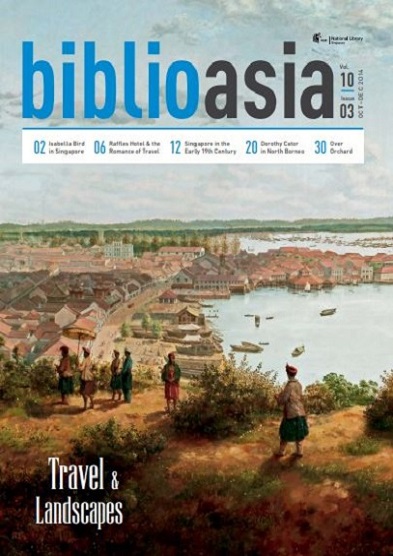 National Library
Singapore
biblioasia
Vol.
10
Issue
03
OCT–DEC 2014
02 Isabella Bird
in Singapore
06 Raffles Hotel & the
Romance of Travel
12 Singapore in the
Early 19th Century
20 Dorothy Cator
in North Borneo
30 Over
Orchard
Travel &
Landscapes